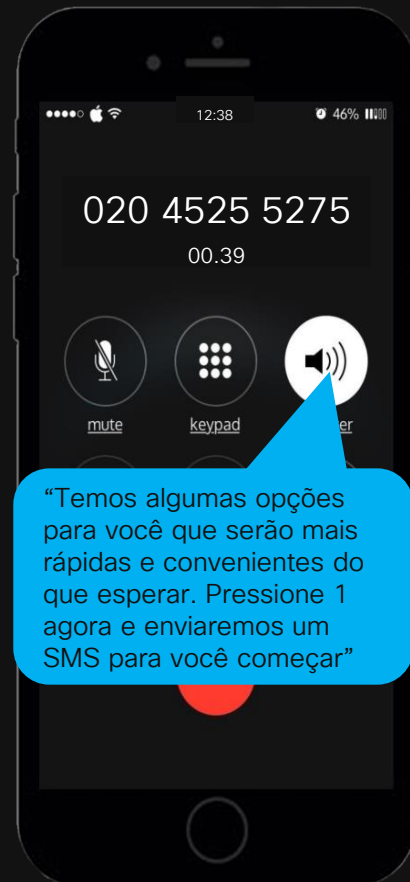 12:38
46%
020 4525 5275
00.39
mute
keypad
er
“Temos algumas opções
para você que serão mais
rápidas e convenientes do
que esperar. Pressione 1
agora e enviaremos um
SMS para você começar”